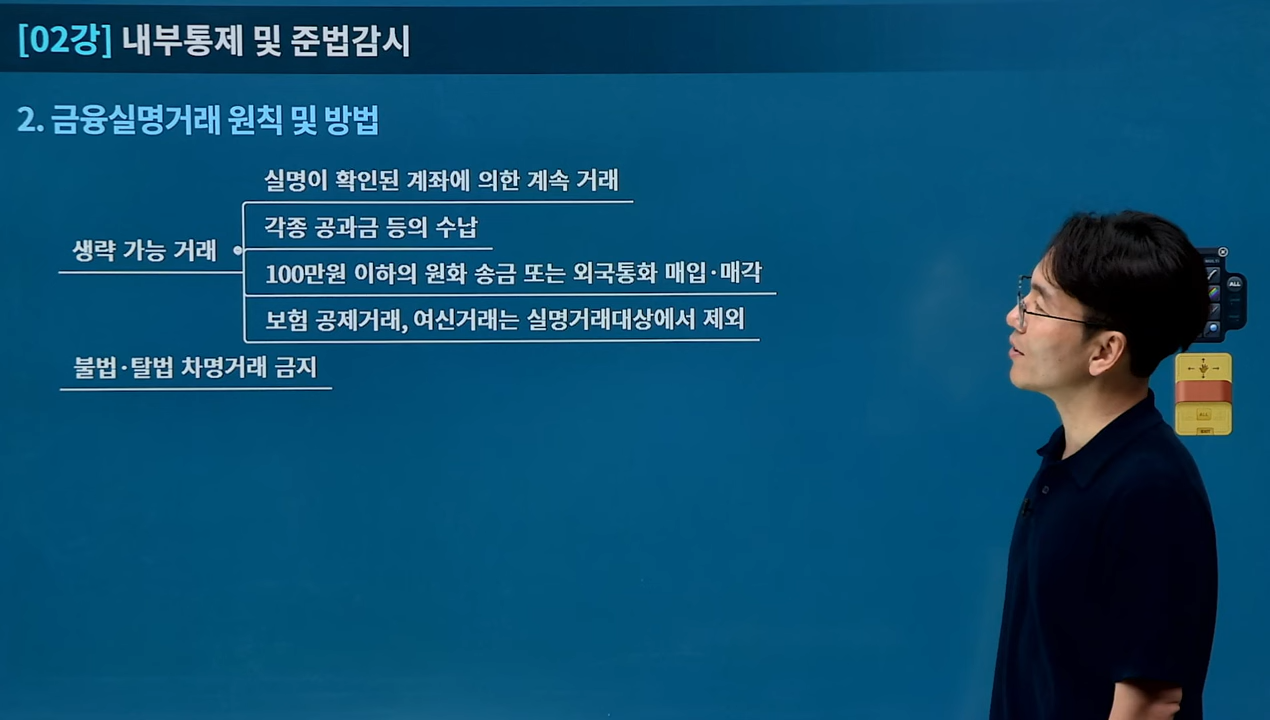 [02강] 내부통제 및 준법감시
2. 금융실명거래 원칙 및 방법
실명이 확인된 계좌에 의한 계속 거래
각종 공과금 등의 수납
생략 가능 거래
100만원 이하의 원화 송금 또는 외국통화 매입·매각
보험 공제거래, 여신거래는 실명거래대상에서 제외
불법·탈법 차명거래 금지
ALL
ALL
EXIT